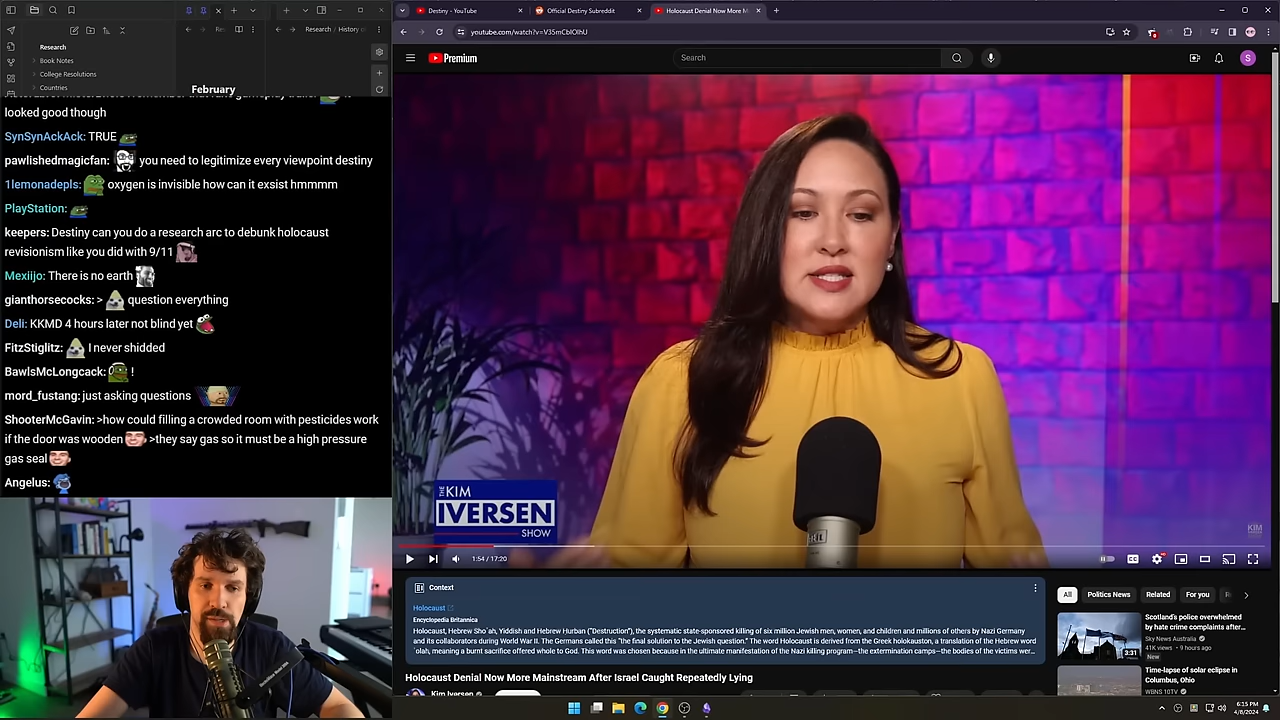 Destiny - YouTube
Official Destiny Subreddit
Holocaust Denial Now More M
youtube.com/watch?v=V35mCbIOlhU
Research / History
Premium
Search
S
Research
Book Notes
College Resolutions
Countries
February
looked good though
SynSynAckAck: TRUE
pawlishedmagicfan: you need to legitimize every viewpoint destiny
1lemonadepls: oxygen is invisible how can it exsist hmmmm
PlayStation:
keepers: Destiny can you do a research arc to debunk holocaust
revisionism like you did with 9/11
Mexiijo: There is no earth
gianthorsecocks: > question everything
Deli: KKMD 4 hours later not blind yet
FitzStiglitz: I never shidded
BawlsMcLongcack: !
mord_fustang: just asking questions
ShooterMcGavin: >how could filling a crowded room with pesticides work
if the door was wooden >they say gas so it must be a high pressure
gas seal
Angelus:
THE KIM
IVERSEN
SHOW
KIM
1:54 / 17:20
Context
Holocaust
Encyclopedia Britannica
Holocaust, Hebrew Shoʾah, Yiddish and Hebrew Hurban ("Destruction"), the systematic state-sponsored killing of six million Jewish men, women, and children and millions of others by Nazi Germany
and its collaborators during World War II. The Germans called this "the final solution to the Jewish question." The word Holocaust is derived from the Greek holokauston, a translation of the Hebrew word
ʿolah, meaning a burnt sacrifice offered whole to God. This word was chosen because in the ultimate manifestation of the Nazi killing program—the extermination camps—the bodies of the victims wer...
Holocaust Denial Now More Mainstream After Israel Caught Repeatedly Lying
Kim Iversen
All
Politics News
Related
For you
Scotland's police overwhelmed
by hate crime complaints after...
Sky News Australia
41K views • 9 hours ago
New
3:31
Time-lapse of solar eclipse in
Columbus, Ohio
WBNS 10TV
6:15 PM
4/8/2024